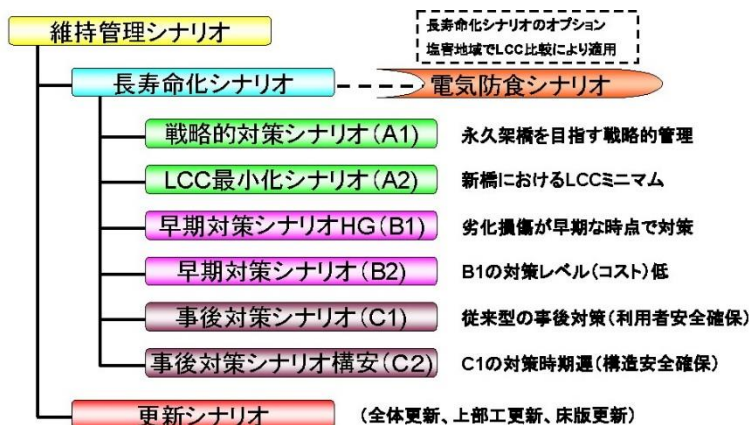 維持管理シナリオ
長寿命化シナリオのオプション
塩害地域でLCC比較により適用
長寿命化シナリオ
電気防食シナリオ
戦略的対策シナリオ(A1) 永久架橋を目指す戦略的管理
LCC最小化シナリオ(A2) 新橋におけるLCCミニマム
早期対策シナリオHG(B1) 劣化損傷が早期な時点で対策
早期対策シナリオ(B2) B1の対策レベル(コスト)低
事後対策シナリオ(C1) 従来型の事後対策(利用者安全確保)
事後対策シナリオ構安(C2) C1の対策時期遅(構造安全確保)
更新シナリオ (全体更新、上部工更新、床版更新)